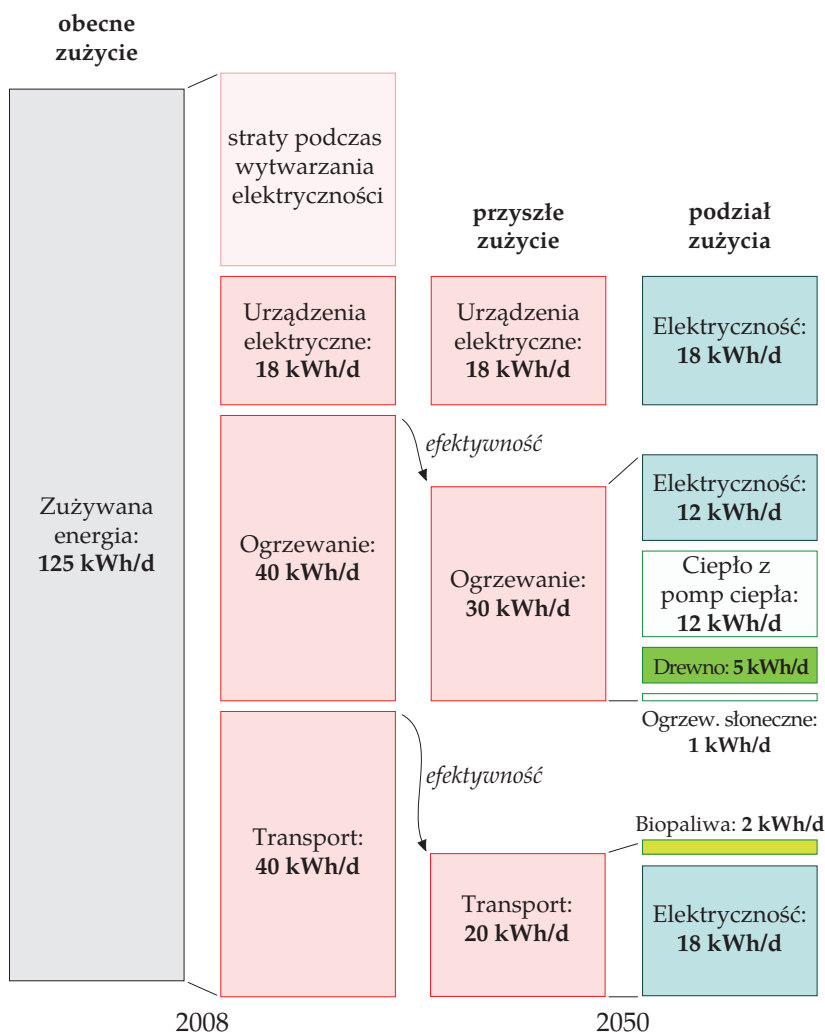 obecne
zużycie
Zużywana
energia:
125 kWh/d
straty podczas
wytwarzania
elektryczności
Urządzenia
elektryczne:
18 kWh/d
Ogrzewanie:
40 kWh/d
Transport:
40 kWh/d
2008
efektywność
efektywność
przyszłe
zużycie
Urządzenia
elektryczne:
18 kWh/d
Ogrzewanie:
30 kWh/d
Transport:
20 kWh/d
2050
podział
zużycia
Elektryczność:
18 kWh/d
Elektryczność:
12 kWh/d
Ciepło z
pomp ciepła:
12 kWh/d
Drewno: 5 kWh/d
Ogrzew. słoneczne:
1 kWh/d
Biopaliwa: 2 kWh/d
Elektryczność:
18 kWh/d